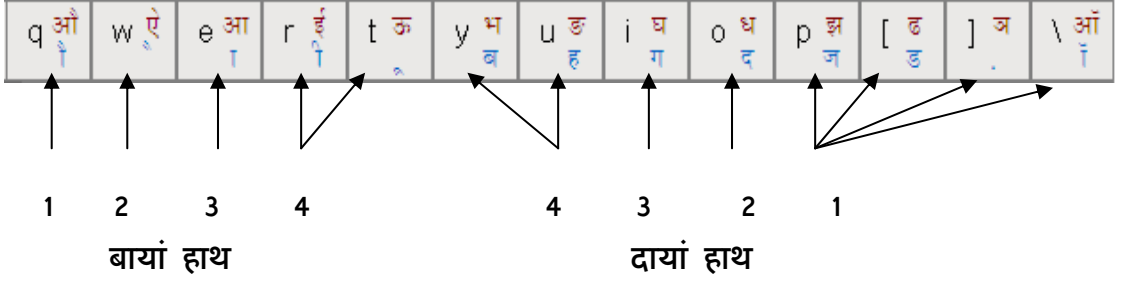 q औ w ऐ e आ r ई t ऊ y भ u ङ i घ o ध p झ [ ढ ] ञ \ ऑ
ौ ै ा ी ू ब ह ग द ज ड ़ ॉ
1 2 3 4 4 3 2 1
बायां हाथ दायां हाथ